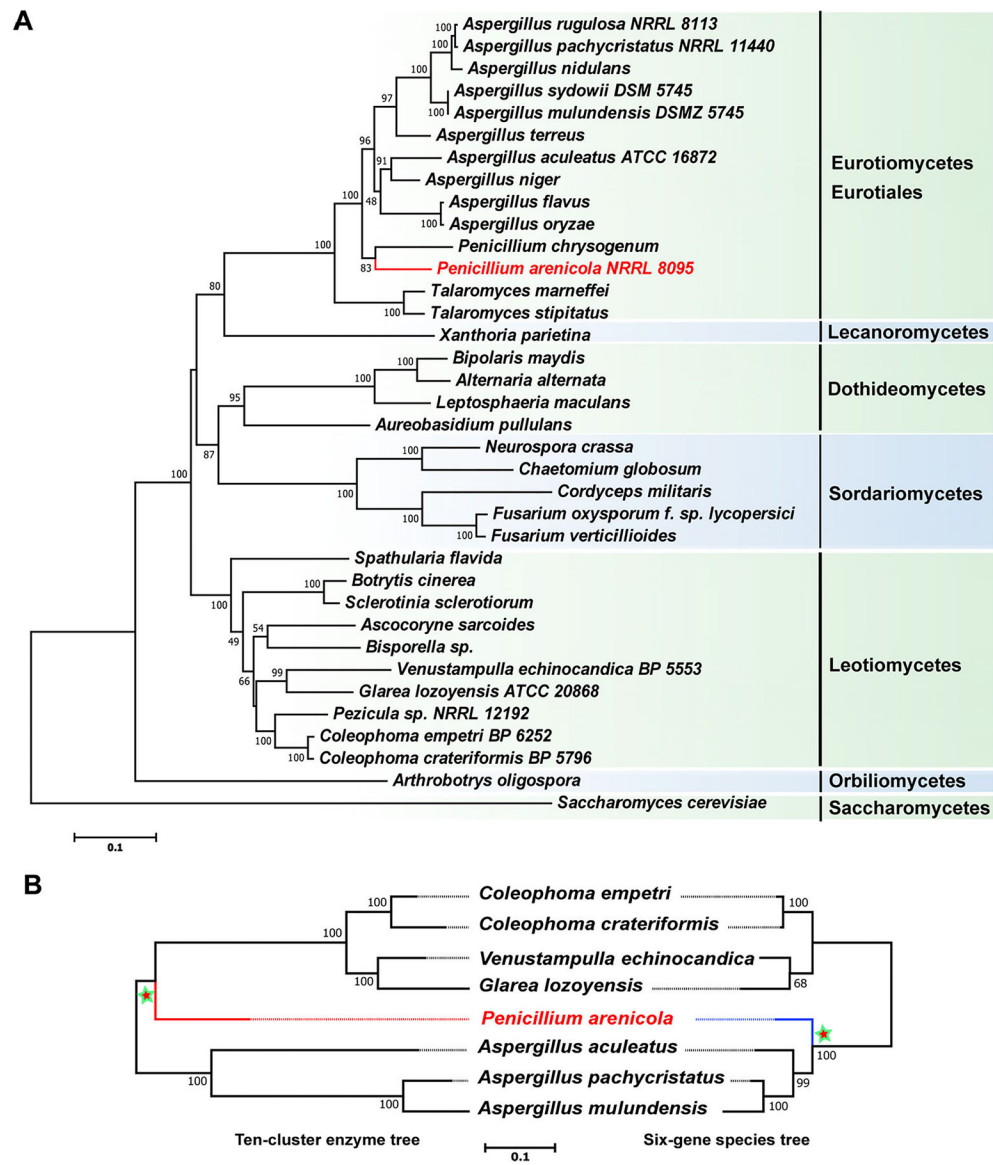 A
Aspergillus rugulosa NRRL 8113
Aspergillus pachycristatus NRRL 11440
Aspergillus nidulans
Aspergillus sydowii DSM 5745
Aspergillus mulundensis DSMZ 5745
Aspergillus terreus
Aspergillus aculeatus ATCC 16872
Aspergillus niger
Aspergillus flavus
Aspergillus oryzae
Penicillium chrysogenum
Penicillium arenicola NRRL 8095
Talaromyces marneffei
Talaromyces stipitatus
Xanthoria parietina
Bipolaris maydis
Alternaria alternata
Leptosphaeria maculans
Aureobasidium pullulans
Neurospora crassa
Chaetomium globosum
Cordyceps militaris
Fusarium oxysporum f. sp. lycopersici
Fusarium verticillioides
Spathularia flavida
Botrytis cinerea
Sclerotinia sclerotiorum
Ascocoryne sarcoides
Bisporella sp.
Venustampulla echinocandica BP 5553
Glarea lozoyensis ATCC 20868
Pezicula sp. NRRL 12192
Coleophoma empetri BP 6252
Coleophoma crateriformis BP 5796
Arthrobotrys oligospora
Saccharomyces cerevisiae
Eurotiomycetes
Eurotiales
Lecanoromycetes
Dothideomycetes
Sordariomycetes
Leotiomycetes
Orbiliomycetes
Saccharomycetes
100
100
100
100
97
96
91
48
100
100
100
83
100
80
100
100
95
87
100
100
100
100
100
100
100
49
54
66
99
100
100
0.1
B
Coleophoma empetri
Coleophoma crateriformis
Venustampulla echinocandica
Glarea lozoyensis
Penicillium arenicola
Aspergillus aculeatus
Aspergillus pachycristatus
Aspergillus mulundensis
100
100
100
100
100
100
68
100
99
100
Ten-cluster enzyme tree
0.1
Six-gene species tree